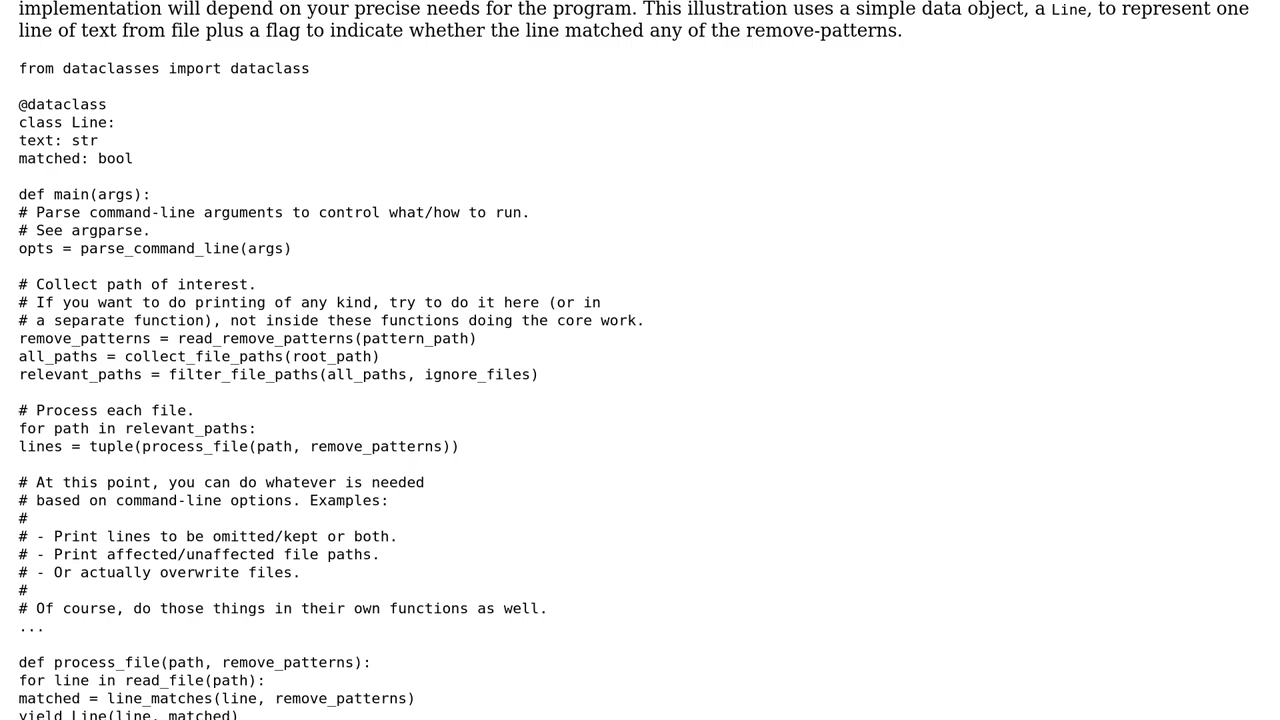 implementation will depend on your precise needs for the program. This illustration uses a simple data object, a Line, to represent one
line of text from file plus a flag to indicate whether the line matched any of the remove-patterns.
from dataclasses import dataclass
@dataclass
class Line:
text: str
matched: bool
def main(args):
# Parse command-line arguments to control what/how to run.
# See argparse.
opts = parse_command_line(args)
# Collect path of interest.
# If you want to do printing of any kind, try to do it here (or in
# a separate function), not inside these functions doing the core work.
remove_patterns = read_remove_patterns(pattern_path)
all_paths = collect_file_paths(root_path)
relevant_paths = filter_file_paths(all_paths, ignore_files)
# Process each file.
for path in relevant_paths:
lines = tuple(process_file(path, remove_patterns))
# At this point, you can do whatever is needed
# based on command-line options. Examples:
#
# - Print lines to be omitted/kept or both.
# - Print affected/unaffected file paths.
# - Or actually overwrite files.
#
# Of course, do those things in their own functions as well.
...
def process_file(path, remove_patterns):
for line in read_file(path):
matched = line_matches(line, remove_patterns)
yield Line(line, matched)